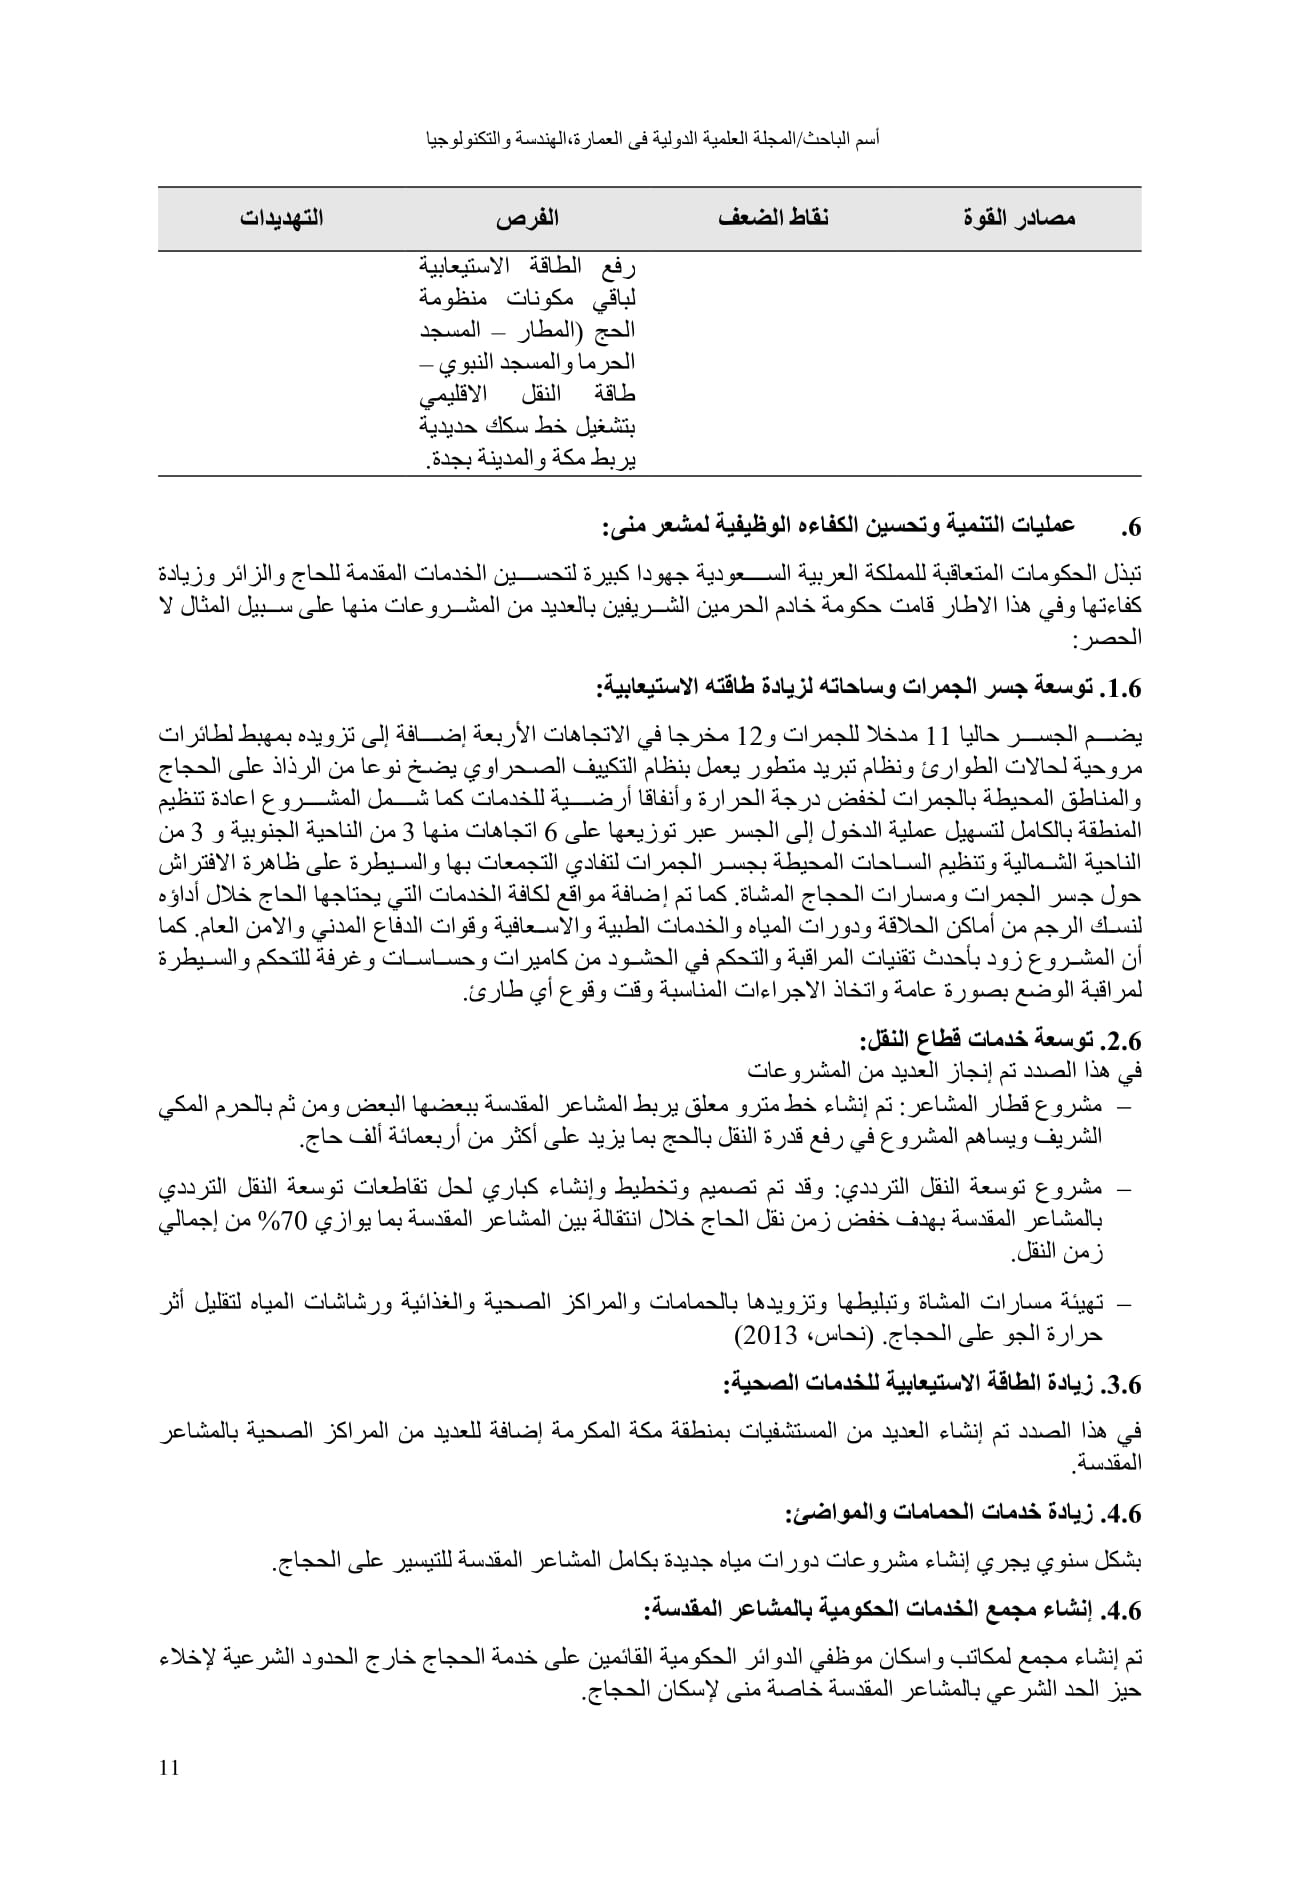 أسم الباحث/المجلة العلمية الدولية فى العمارة،الهندسة والتكنولوجيا
مصادر القوة نقاط الضعف الفرص التهديدات
رفع الطاقة الاستيعابية
لباقي مكونات منظومة
الحج (المطار – المسجد
الحرما والمسجد النبوي –
طاقة النقل الاقليمي
بتشغيل خط سكك حديدية
يربط مكة والمدينة بجدة.
6. عمليات التنمية وتحسين الكفاءه الوظيفية لمشعر منى:
تبذل الحكومات المتعاقبة للمملكة العربية السعودية جهودا كبيرة لتحسين الخدمات المقدمة للحاج والزائر وزيادة
كفاءتها وفي هذا الاطار قامت حكومة خادم الحرمين الشريفين بالعديد من المشروعات منها على سبيل المثال لا
الحصر:
1.6. توسعة جسر الجمرات وساحاته لزيادة طاقته الاستيعابية:
يضم الجسر حاليا 11 مدخلا للجمرات و12 مخرجا في الاتجاهات الأربعة إضافة إلى تزويده بمهبط لطائرات
مروحية لحالات الطوارئ ونظام تبريد متطور يعمل بنظام التكييف الصحراوي يضخ نوعا من الرذاذ على الحجاج
والمناطق المحيطة بالجمرات لخفض درجة الحرارة وأنفاقا أرضية للخدمات كما شمل المشروع اعادة تنظيم
المنطقة بالكامل لتسهيل عملية الدخول إلى الجسر عبر توزيعها على 6 اتجاهات منها 3 من الناحية الجنوبية و 3 من
الناحية الشمالية وتنظيم الساحات المحيطة بجسر الجمرات لتفادي التجمعات بها والسيطرة على ظاهرة الافتراش
حول جسر الجمرات ومسارات الحجاج المشاة. كما تم إضافة مواقع لكافة الخدمات التي يحتاجها الحاج خلال أداؤه
لنسك الرجم من أماكن الحلاقة ودورات المياه والخدمات الطبية والاسعافية وقوات الدفاع المدني والامن العام. كما
أن المشروع زود بأحدث تقنيات المراقبة والتحكم في الحشود من كاميرات وحساسات وغرفة للتحكم والسيطرة
لمراقبة الوضع بصورة عامة واتخاذ الاجراءات المناسبة وقت وقوع أي طارئ.
2.6. توسعة خدمات قطاع النقل:
في هذا الصدد تم إنجاز العديد من المشروعات
– مشروع قطار المشاعر: تم إنشاء خط مترو معلق يربط المشاعر المقدسة ببعضها البعض ومن ثم بالحرم المكي
الشريف ويساهم المشروع في رفع قدرة النقل بالحج بما يزيد على أكثر من أربعمائة ألف حاج.
– مشروع توسعة النقل الترددي: وقد تم تصميم وتخطيط وإنشاء كباري لحل تقاطعات توسعة النقل الترددي
بالمشاعر المقدسة بهدف خفض زمن نقل الحاج خلال انتقالة بين المشاعر المقدسة بما يوازي 70% من إجمالي
زمن النقل.
– تهيئة مسارات المشاة وتبليطها وتزويدها بالحمامات والمراكز الصحية والغذائية ورشاشات المياه لتقليل أثر
حرارة الجو على الحجاج. (نحاس، 2013)
3.6. زيادة الطاقة الاستيعابية للخدمات الصحية:
في هذا الصدد تم إنشاء العديد من المستشفيات بمنطقة مكة المكرمة إضافة للعديد من المراكز الصحية بالمشاعر
المقدسة.
4.6. زيادة خدمات الحمامات والمواضئ:
بشكل سنوي يجري إنشاء مشروعات دورات مياه جديدة بكامل المشاعر المقدسة للتيسير على الحجاج.
4.6. إنشاء مجمع الخدمات الحكومية بالمشاعر المقدسة:
تم إنشاء مجمع لمكاتب واسكان موظفي الدوائر الحكومية القائمين على خدمة الحجاج خارج الحدود الشرعية لإخلاء
حيز الحد الشرعي بالمشاعر المقدسة خاصة منى لإسكان الحجاج.
11